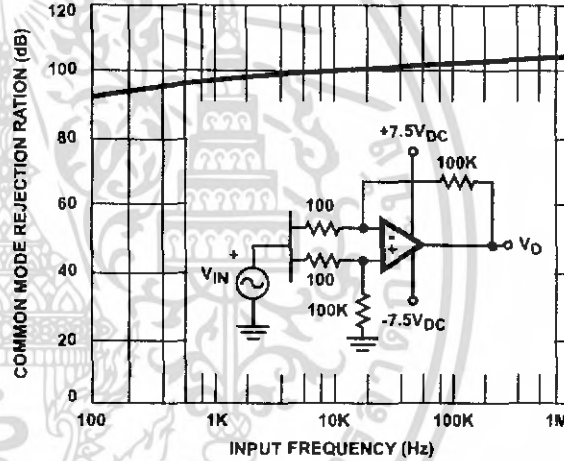 120
100
80
60
40
20
0
COMMON MODE REJECTION RATION (dB)
+7.5VDC
100K
100
-
+
VO
+
VIN
100
100K
-7.5VDC
100
1K
10K
100K
1M
INPUT FREQUENCY (Hz)